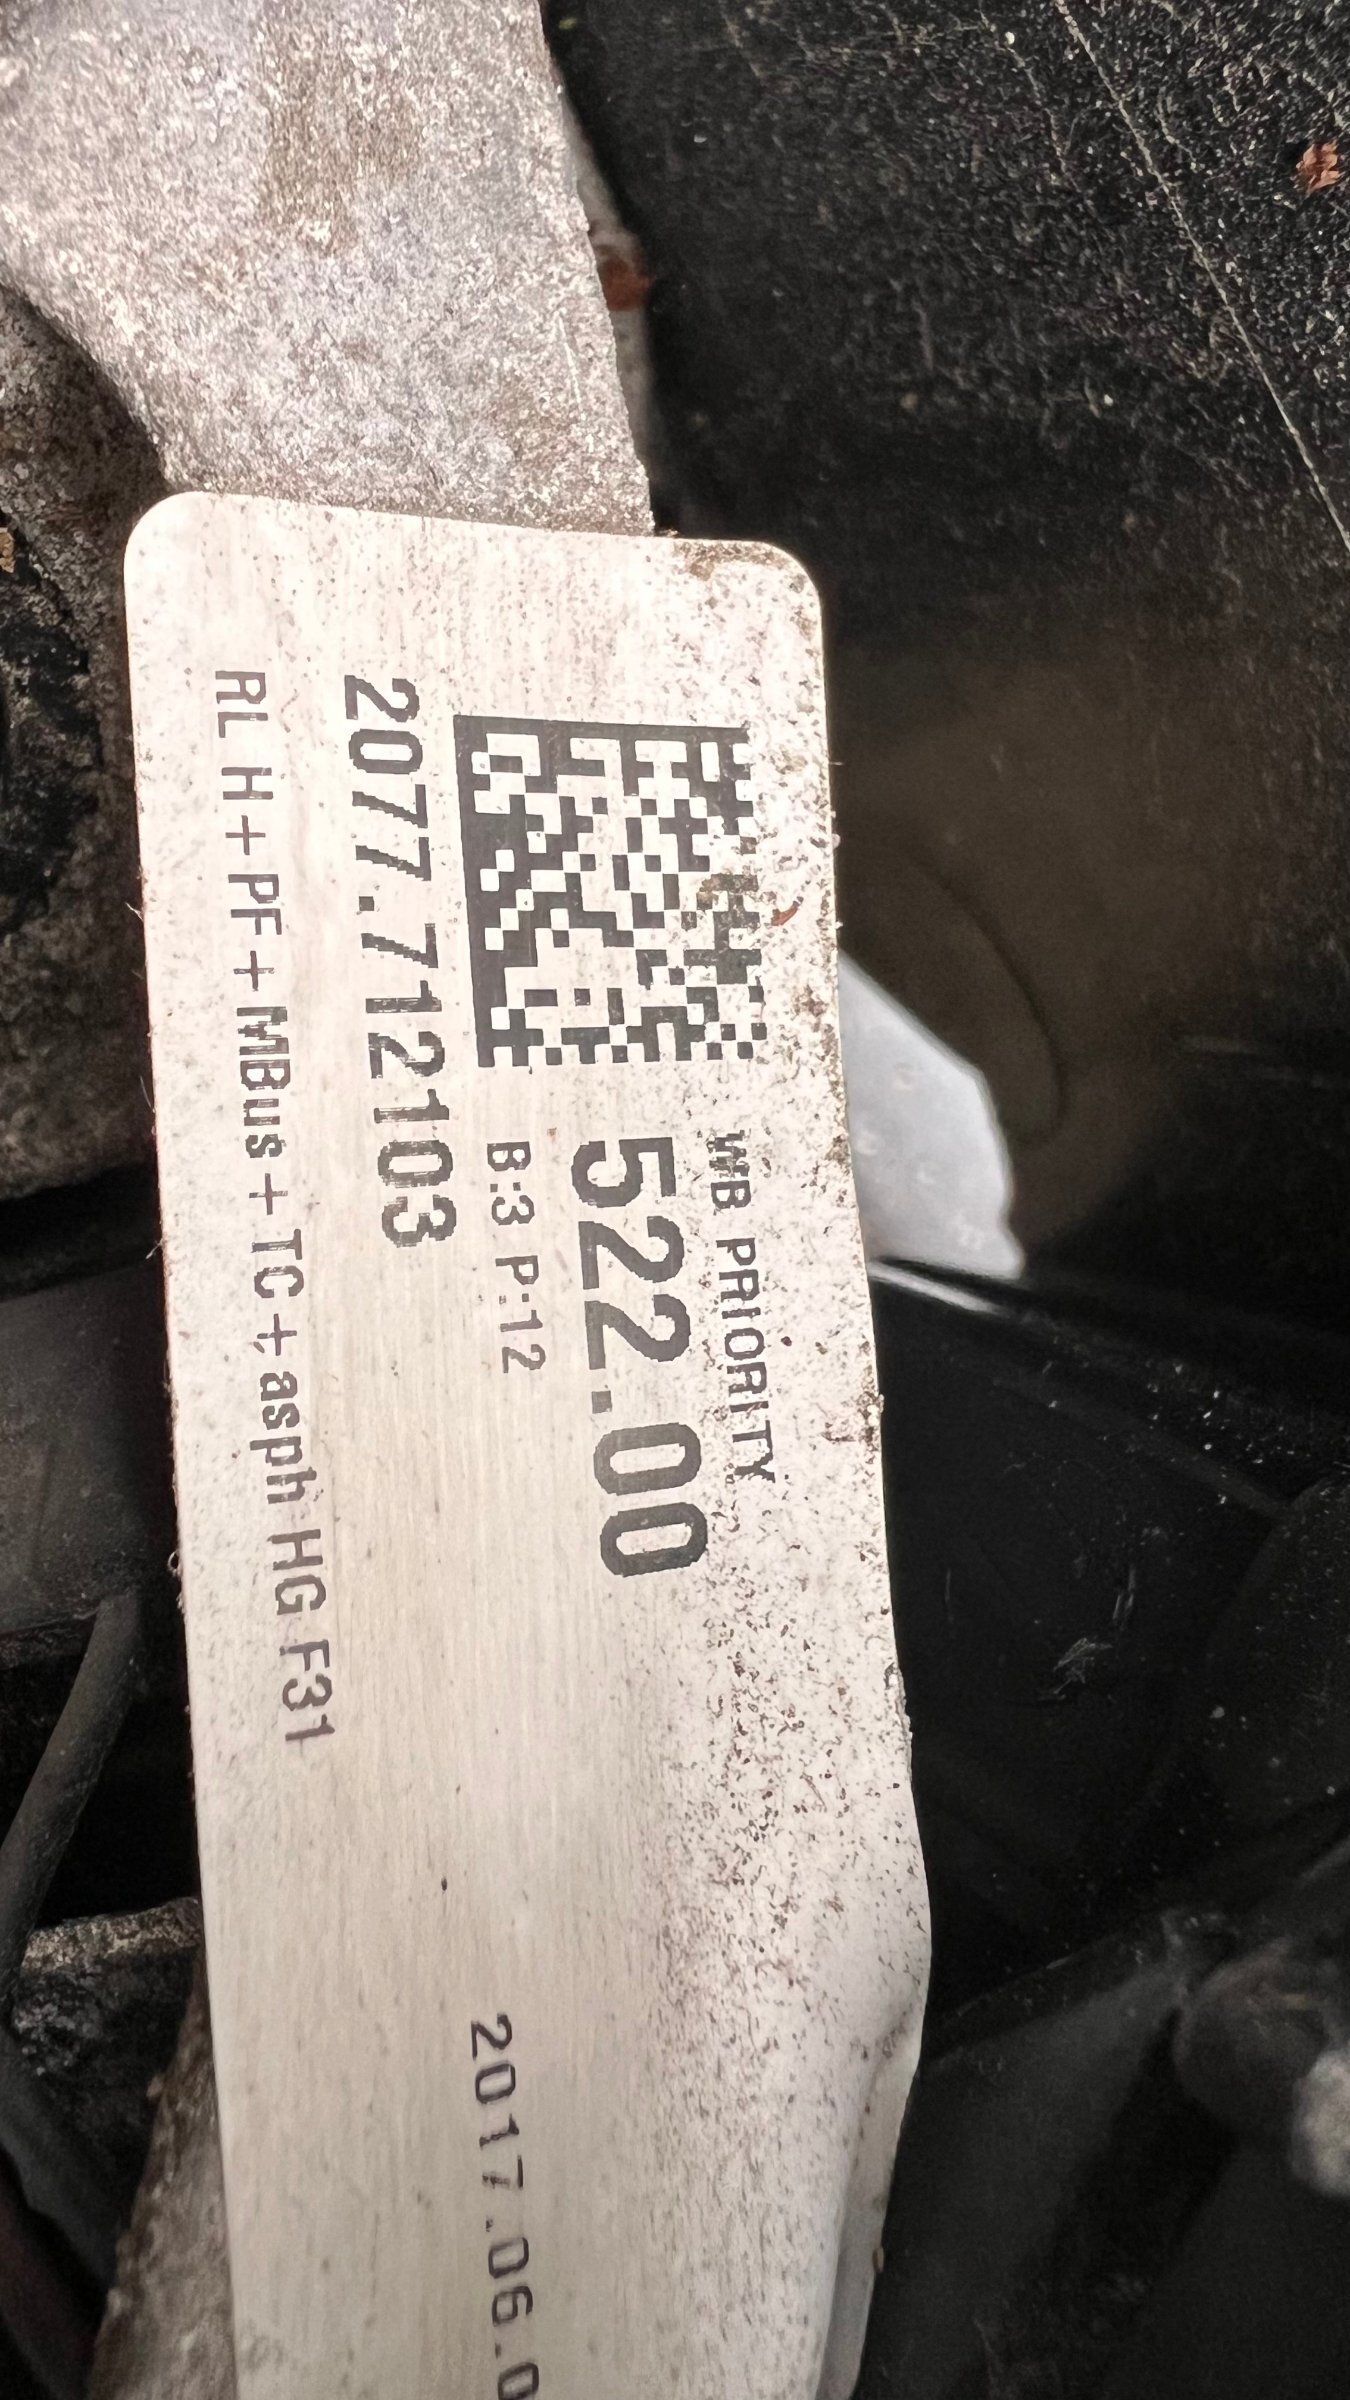 WB PRIORITY
522.00
B:3 P:12
2077.712103
RL H+PF+MBus+TC+asph HG F31
2017.06.0